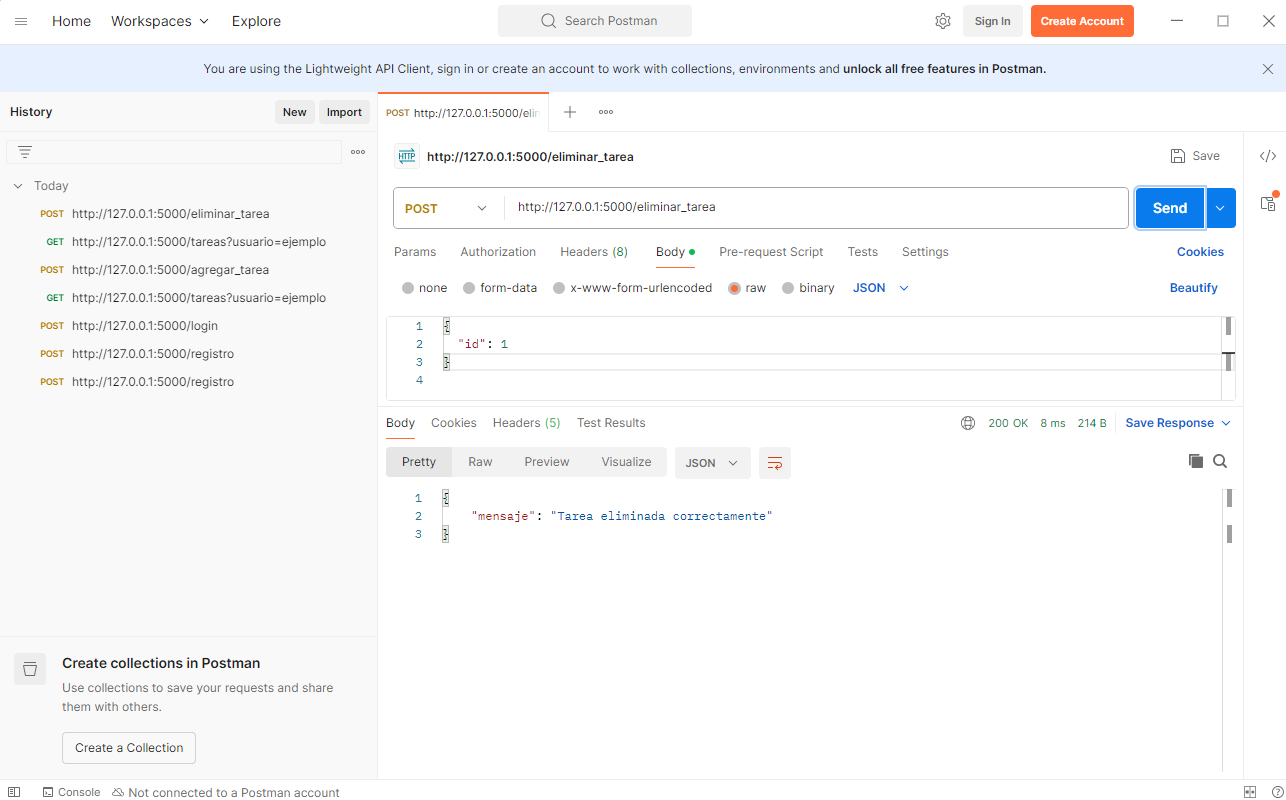 Home Workspaces Explore Search Postman Sign In Create Account
You are using the Lightweight API Client, sign in or create an account to work with collections, environments and unlock all free features in Postman.
History New Import
Today
POST http://127.0.0.1:5000/eliminar_tarea
GET http://127.0.0.1:5000/tareas?usuario=ejemplo
POST http://127.0.0.1:5000/agregar_tarea
GET http://127.0.0.1:5000/tareas?usuario=ejemplo
POST http://127.0.0.1:5000/login
POST http://127.0.0.1:5000/registro
POST http://127.0.0.1:5000/registro
Create collections in Postman
Use collections to save your requests and share
them with others.
Create a Collection
POST http://127.0.0.1:5000/elim
HTTP http://127.0.0.1:5000/eliminar_tarea Save </>
POST http://127.0.0.1:5000/eliminar_tarea Send
Params Authorization Headers (8) Body Pre-request Script Tests Settings Cookies
none form-data x-www-form-urlencoded raw binary JSON Beautify
1 {
2 "id": 1
3 }
4
Body Cookies Headers (5) Test Results 200 OK 8 ms 214 B Save Response
Pretty Raw Preview Visualize JSON
1 {
2 "mensaje": "Tarea eliminada correctamente"
3 }
Console Not connected to a Postman account